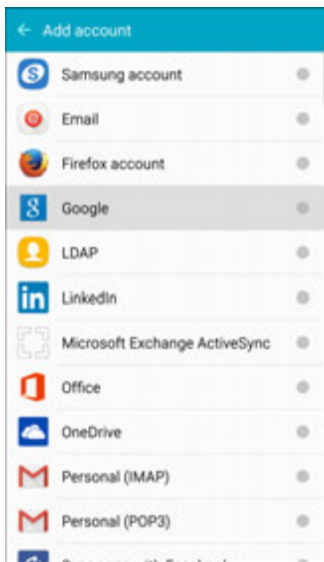 Add account
Samsung account
Email
Firefox account
Google
LDAP
LinkedIn
Microsoft Exchange ActiveSync
Office
OneDrive
Personal (IMAP)
Personal (POP3)